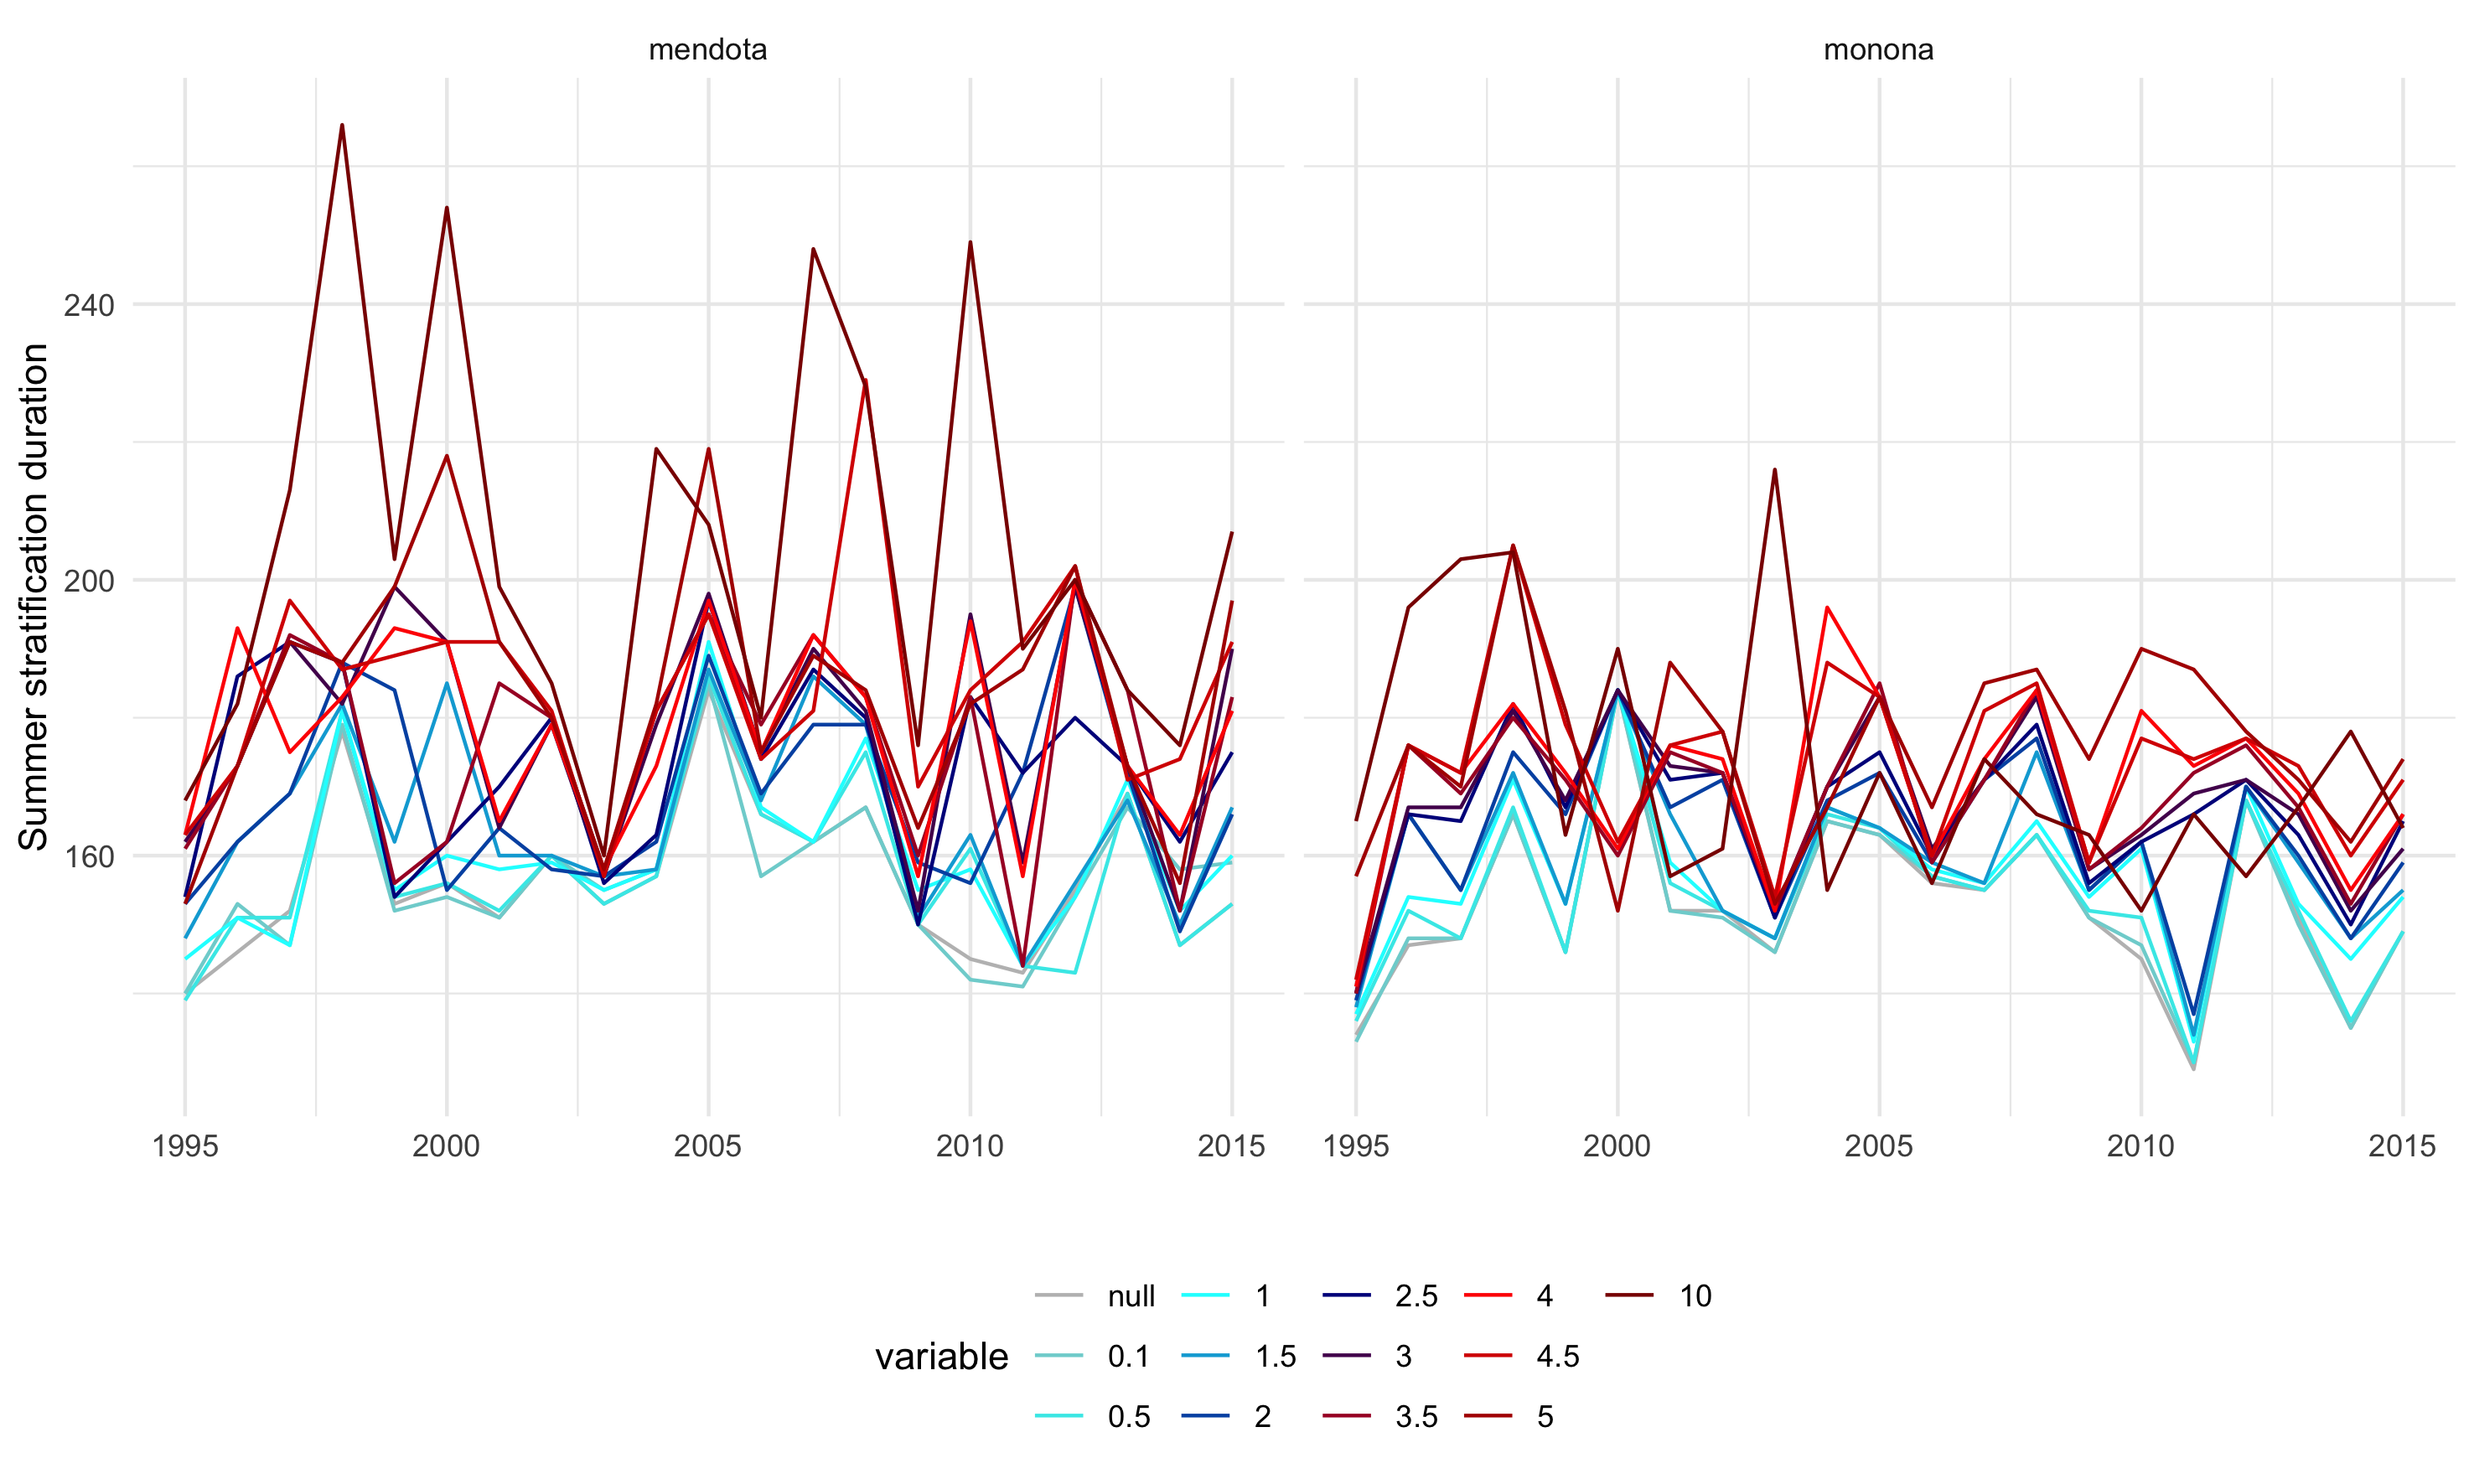 mendota
monona
Summer stratification duration
240
200
160
1995 2000 2005 2010 2015
1995 2000 2005 2010 2015
variable
null 1 2.5 4 10
0.1 1.5 3 4.5
0.5 2 3.5 5